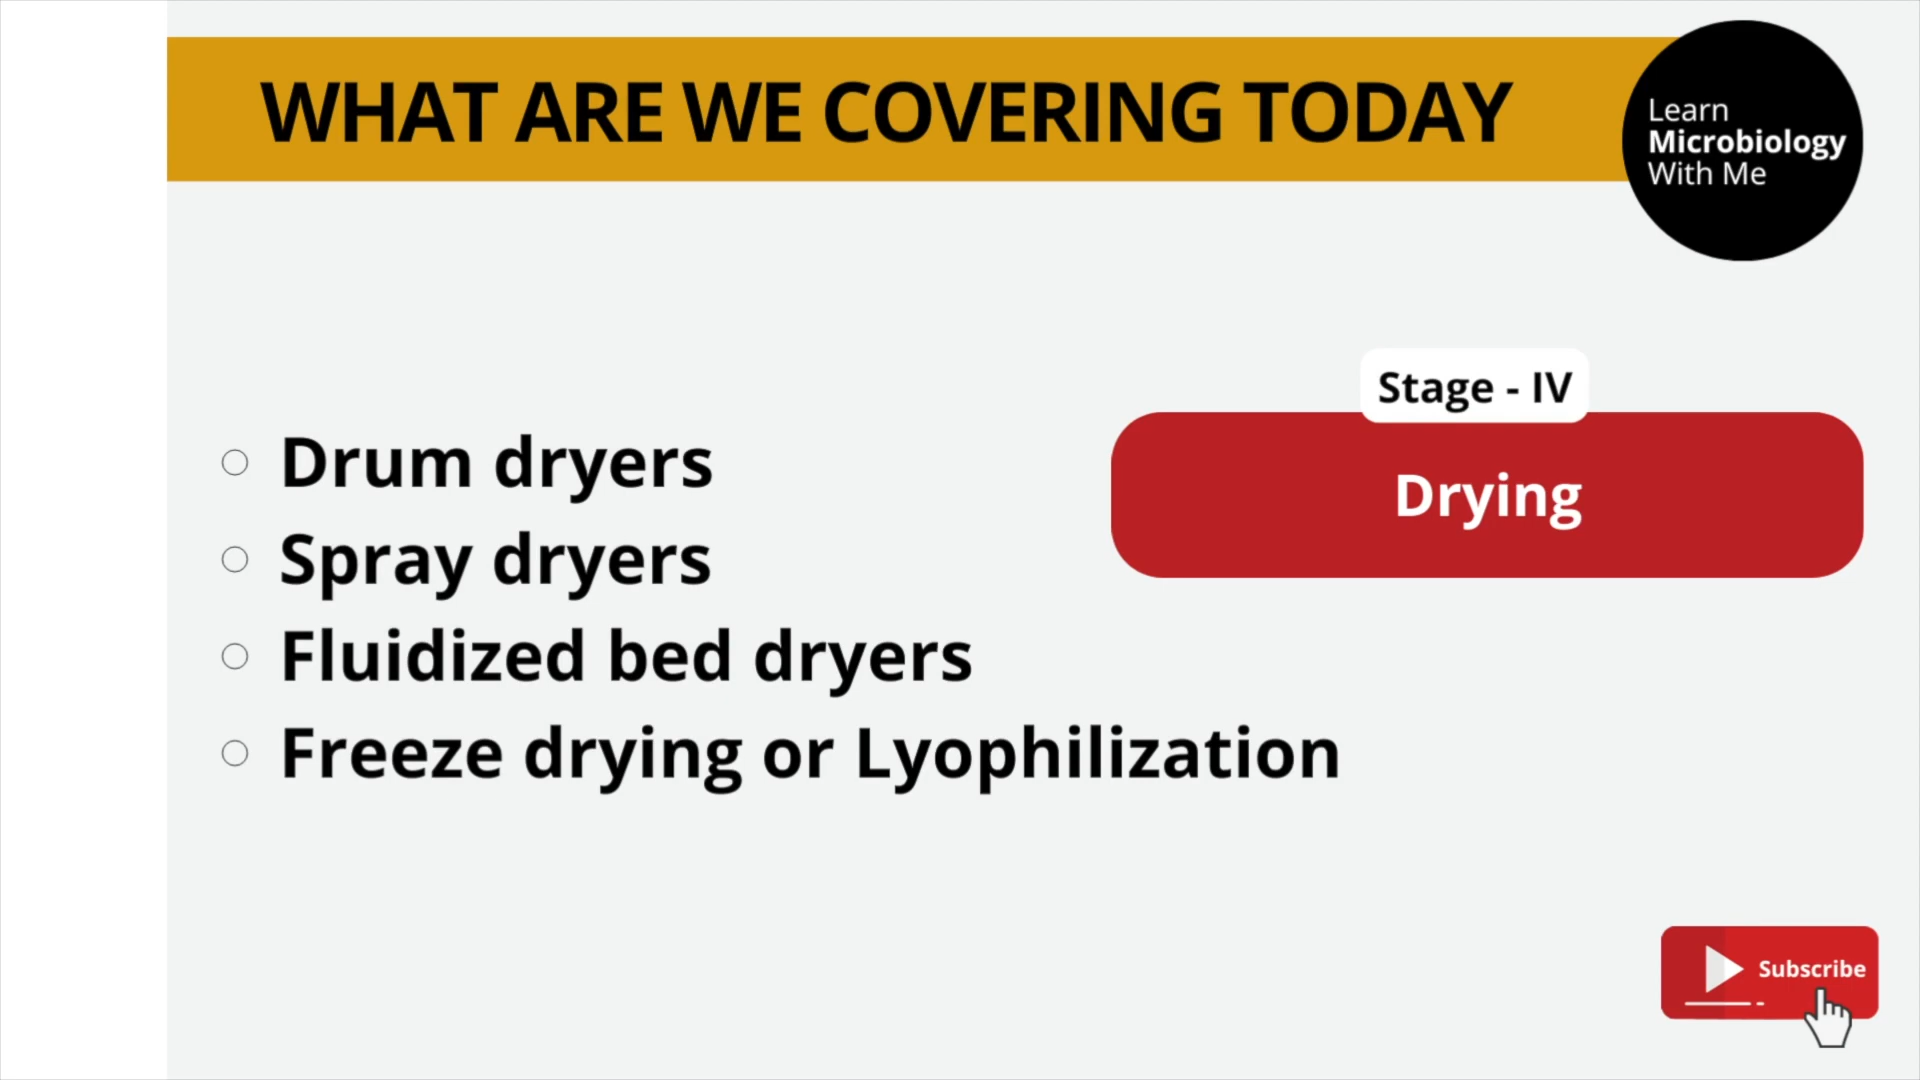 WHAT ARE WE COVERING TODAY
Learn
Microbiology
With Me
Stage - IV
Drying
Drum dryers
Spray dryers
Fluidized bed dryers
Freeze drying or Lyophilization
Subscribe